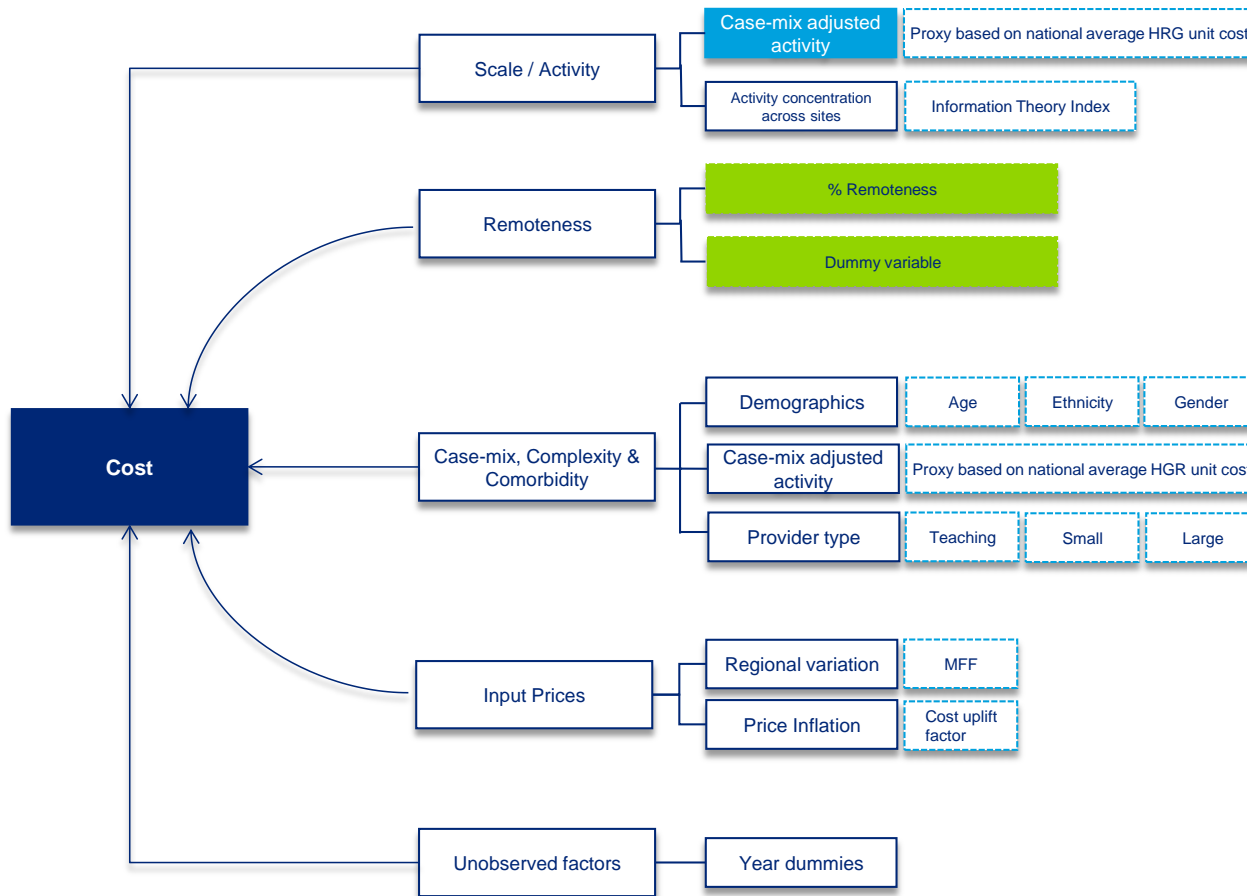 Case-mix adjusted
activity
Proxy based on national average HRG unit cost
Scale / Activity
Activity concentration
across sites
Information Theory Index
% Remoteness
Remoteness
Dummy variable
Demographics
Age
Ethnicity
Gender
Cost
Case-mix, Complexity &
Comorbidity
Case-mix adjusted
activity
Proxy based on national average HGR unit cost
Provider type
Teaching
Small
Large
Regional variation
MFF
Input Prices
Price Inflation
Cost uplift
factor
Unobserved factors
Year dummies